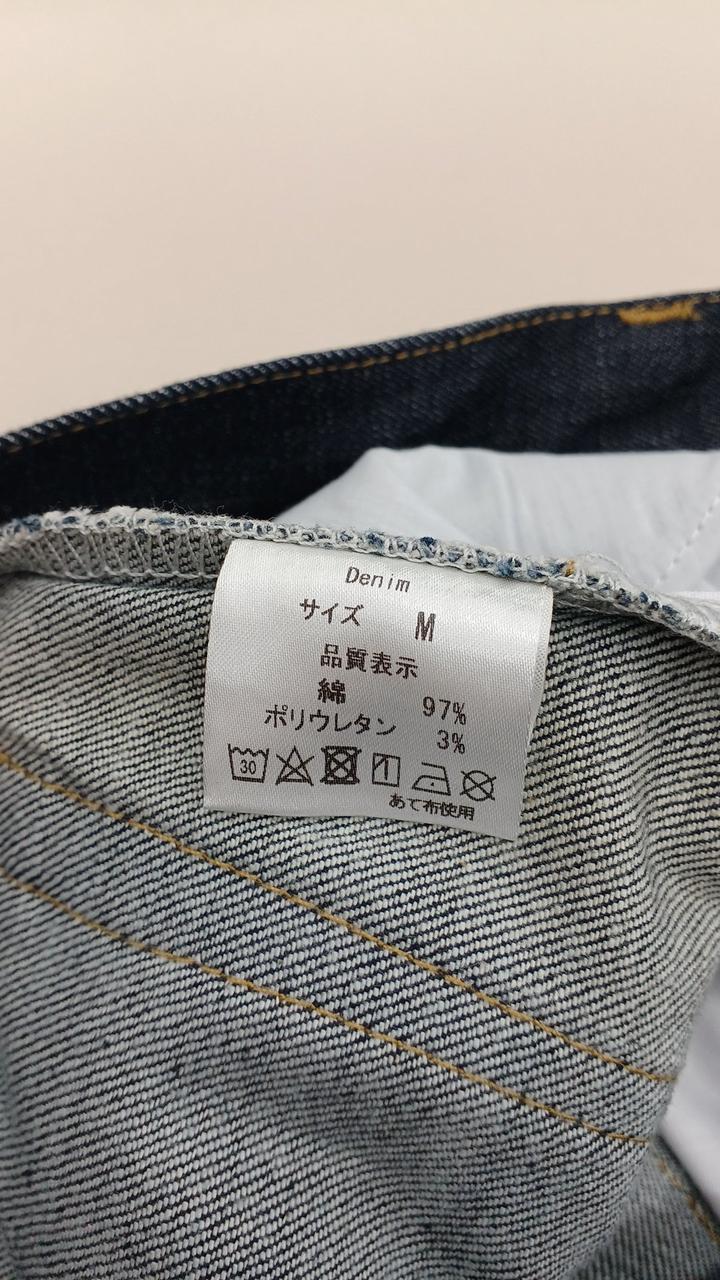 Denim
サイズ M
品質表示
綿 97%
ポリウレタン 3%
30
あて布使用